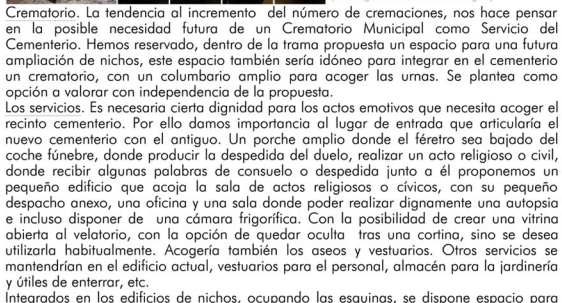 Crematorio. La tendencia al incremento del número de cremaciones, nos hace pensar
en la posible necesidad futura de un Crematorio Municipal como Servicio del
Cementerio. Hemos reservado, dentro de la trama propuesta un espacio para una futura
ampliación de nichos, este espacio también sería idóneo para integrar en el cementerio
un crematorio, con un columbario amplio para acoger las urnas. Se plantea como
opción a valorar con independencia de la propuesta.
Los servicios. Es necesaria cierta dignidad para los actos emotivos que necesita acoger el
recinto cementerio. Por ello damos importancia al lugar de entrada que articularía el
nuevo cementerio con el antiguo. Un porche amplio donde el féretro sea bajado del
coche fúnebre, donde producir la despedida del duelo, realizar un acto religioso o civil,
donde recibir algunas palabras de consuelo o despedida junto a él proponemos un
pequeño edificio que acoja la sala de actos religiosos o cívicos, con su pequeño
despacho anexo, una oficina y una sala donde poder realizar dignamente una autopsia
e incluso disponer de una cámara frigorífica. Con la posibilidad de crear una vitrina
abierta al velatorio, con la opción de quedar oculta tras una cortina, sino se desea
utilizarla habitualmente. Acogería también los aseos y vestuarios. Otros servicios se
mantendrían en el edificio actual, vestuarios para el personal, almacén para la jardinería
y útiles de enterrar, etc.
Integrados en los edificios de nichos, ocupando las esquinas, se dispone espacio para